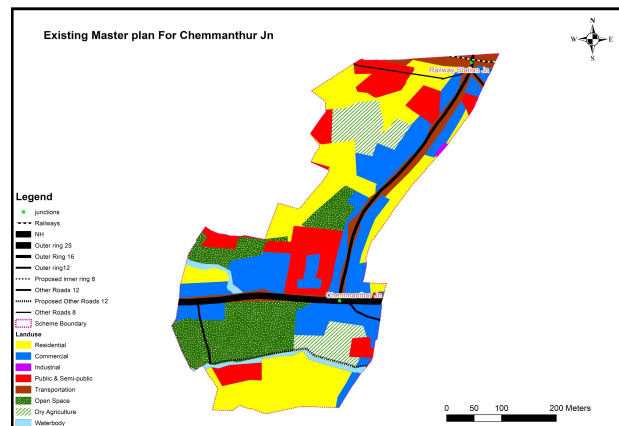 Existing Master plan For Chemmanthur Jn
N
W
E
S
Railway Station Jn
Chemmanthur Jn
Legend
junctions
Railways
NH
Outer ring 25
Outer Ring 16
Outer ring12
Proposed inner ring 8
Other Roads 12
Proposed Other Roads 12
Other Roads 8
Scheme Boundary
Landuse
Residential
Commercial
Industrial
Public & Semi-public
Transportation
Open Space
Dry Agriculture
Waterbody
0 50 100 200 Meters